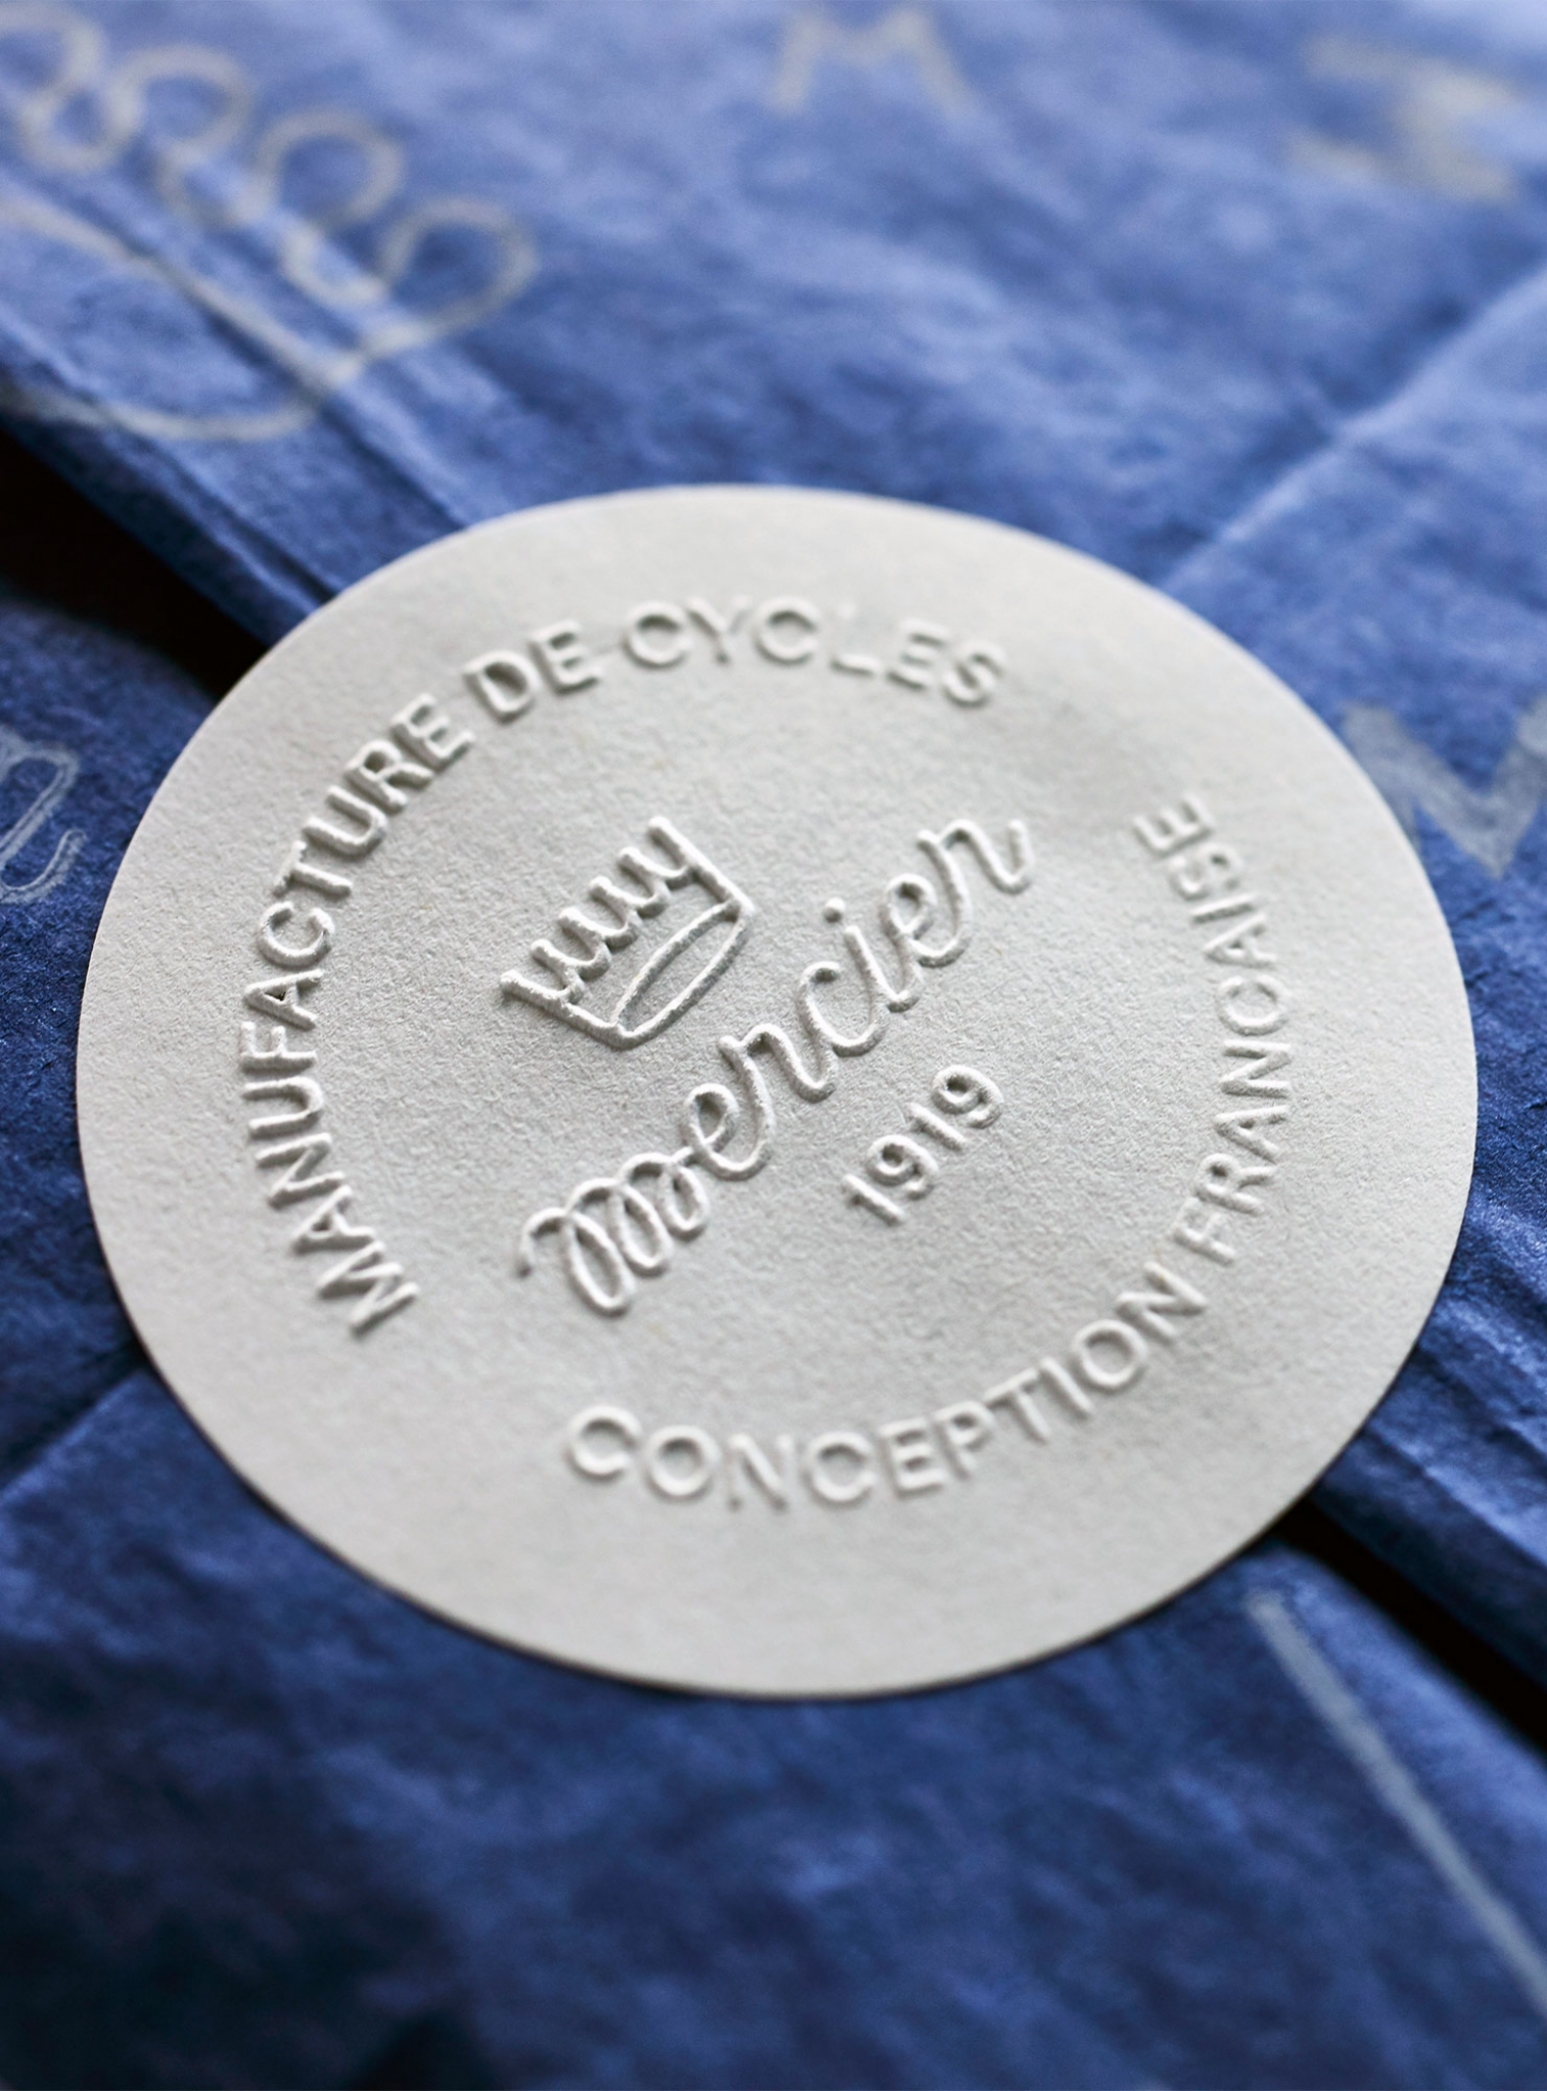 MANUFACTURE DE CYCLES
mercier
1919
CONCEPTION FRANCAISE